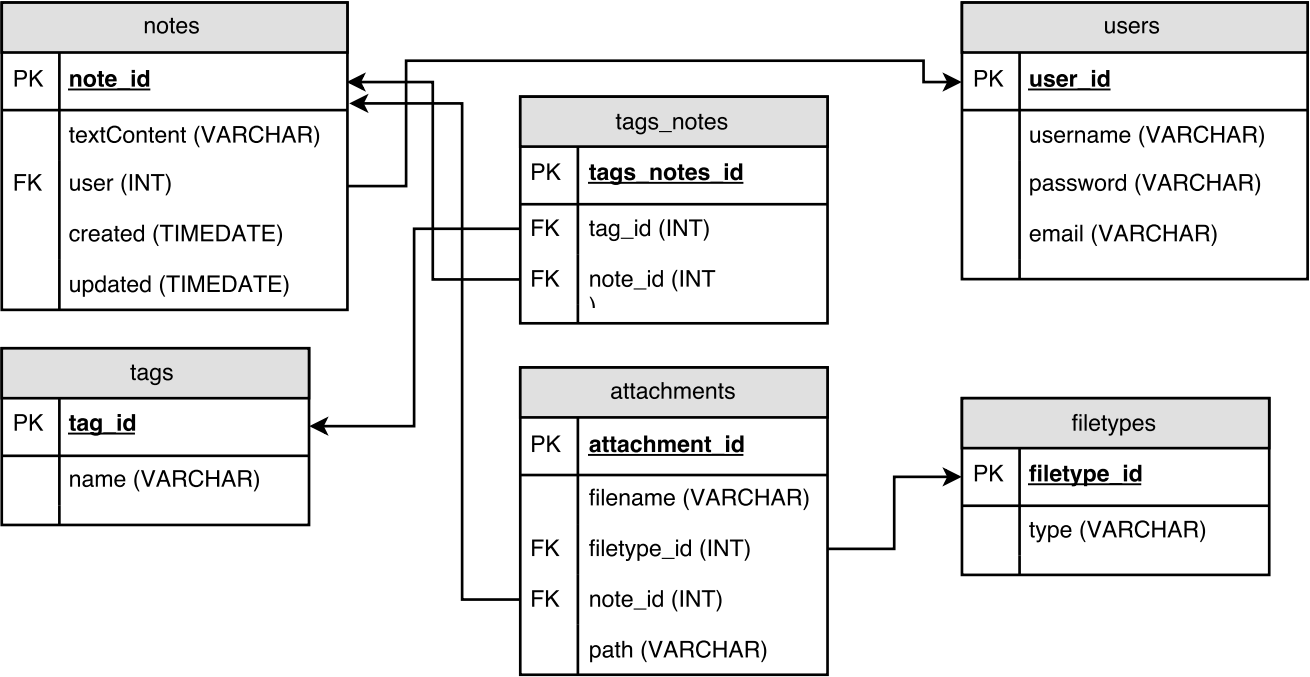 notes
PK note_id
textContent (VARCHAR)
FK user (INT)
created (TIMEDATE)
updated (TIMEDATE)
users
PK user_id
username (VARCHAR)
password (VARCHAR)
email (VARCHAR)
tags_notes
PK tags_notes_id
FK tag_id (INT)
FK note_id (INT
)
tags
PK tag_id
name (VARCHAR)
attachments
PK attachment_id
filename (VARCHAR)
FK filetype_id (INT)
FK note_id (INT)
path (VARCHAR)
filetypes
PK filetype_id
type (VARCHAR)